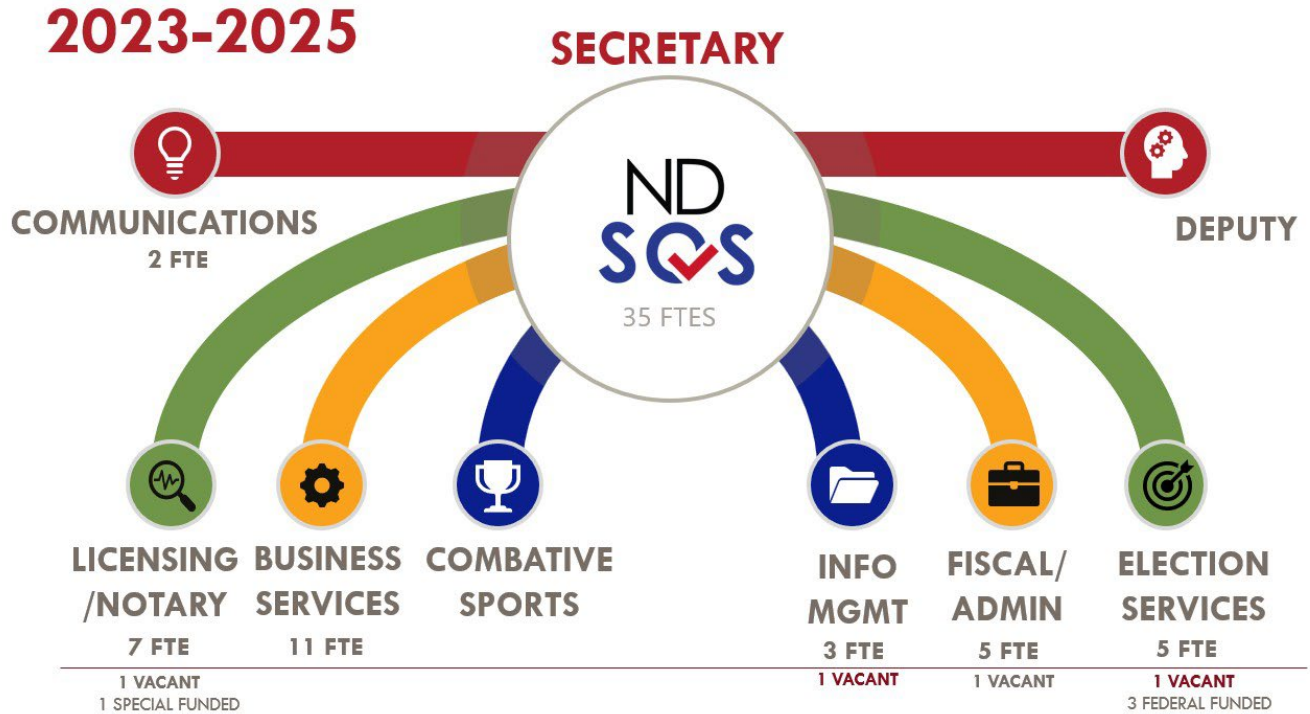 2023-2025
SECRETARY
ND
SOS
35 FTES
COMMUNICATIONS
2 FTE
DEPUTY
LICENSING
/NOTARY
7 FTE
1 VACANT
1 SPECIAL FUNDED
BUSINESS
SERVICES
11 FTE
COMBATIVE
SPORTS
INFO
MGMT
3 FTE
1 VACANT
FISCAL/
ADMIN
5 FTE
1 VACANT
ELECTION
SERVICES
5 FTE
1 VACANT
3 FEDERAL FUNDED